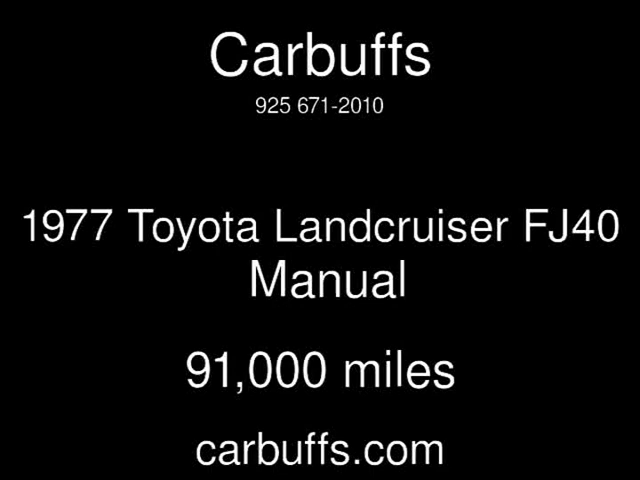 Carbuffs
925 671-2010
1977 Toyota Landcruiser FJ40
Manual
91,000 miles
carbuffs.com